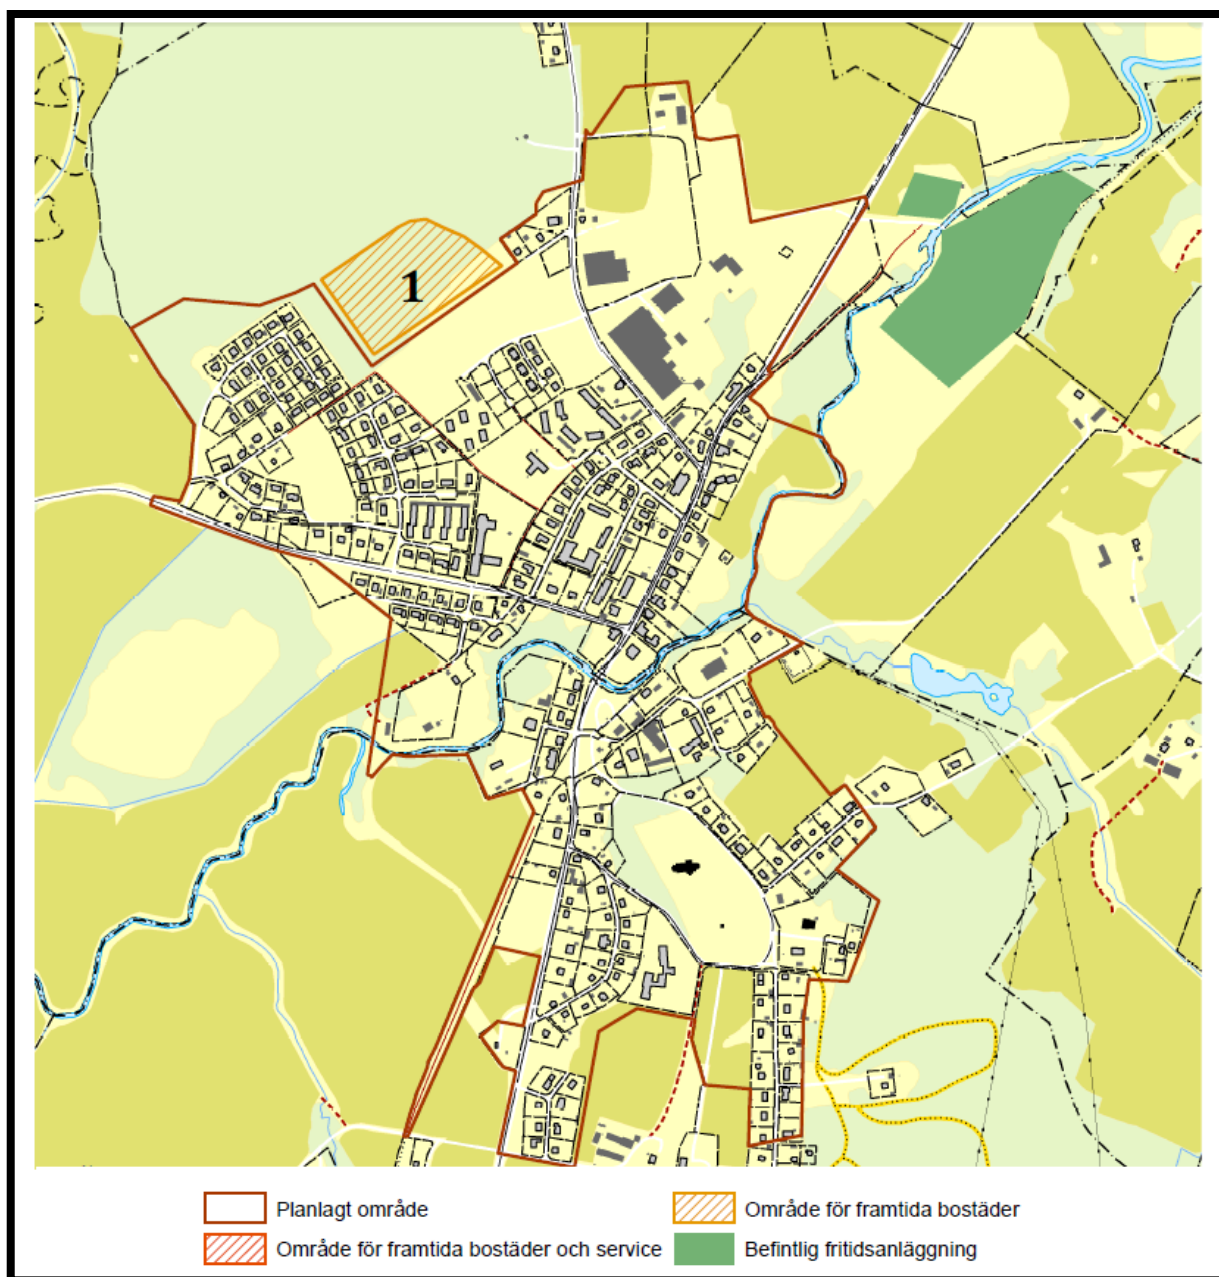 1
Planlagt område
Område för framtida bostäder
Område för framtida bostäder och service
Befintlig fritidsanläggning